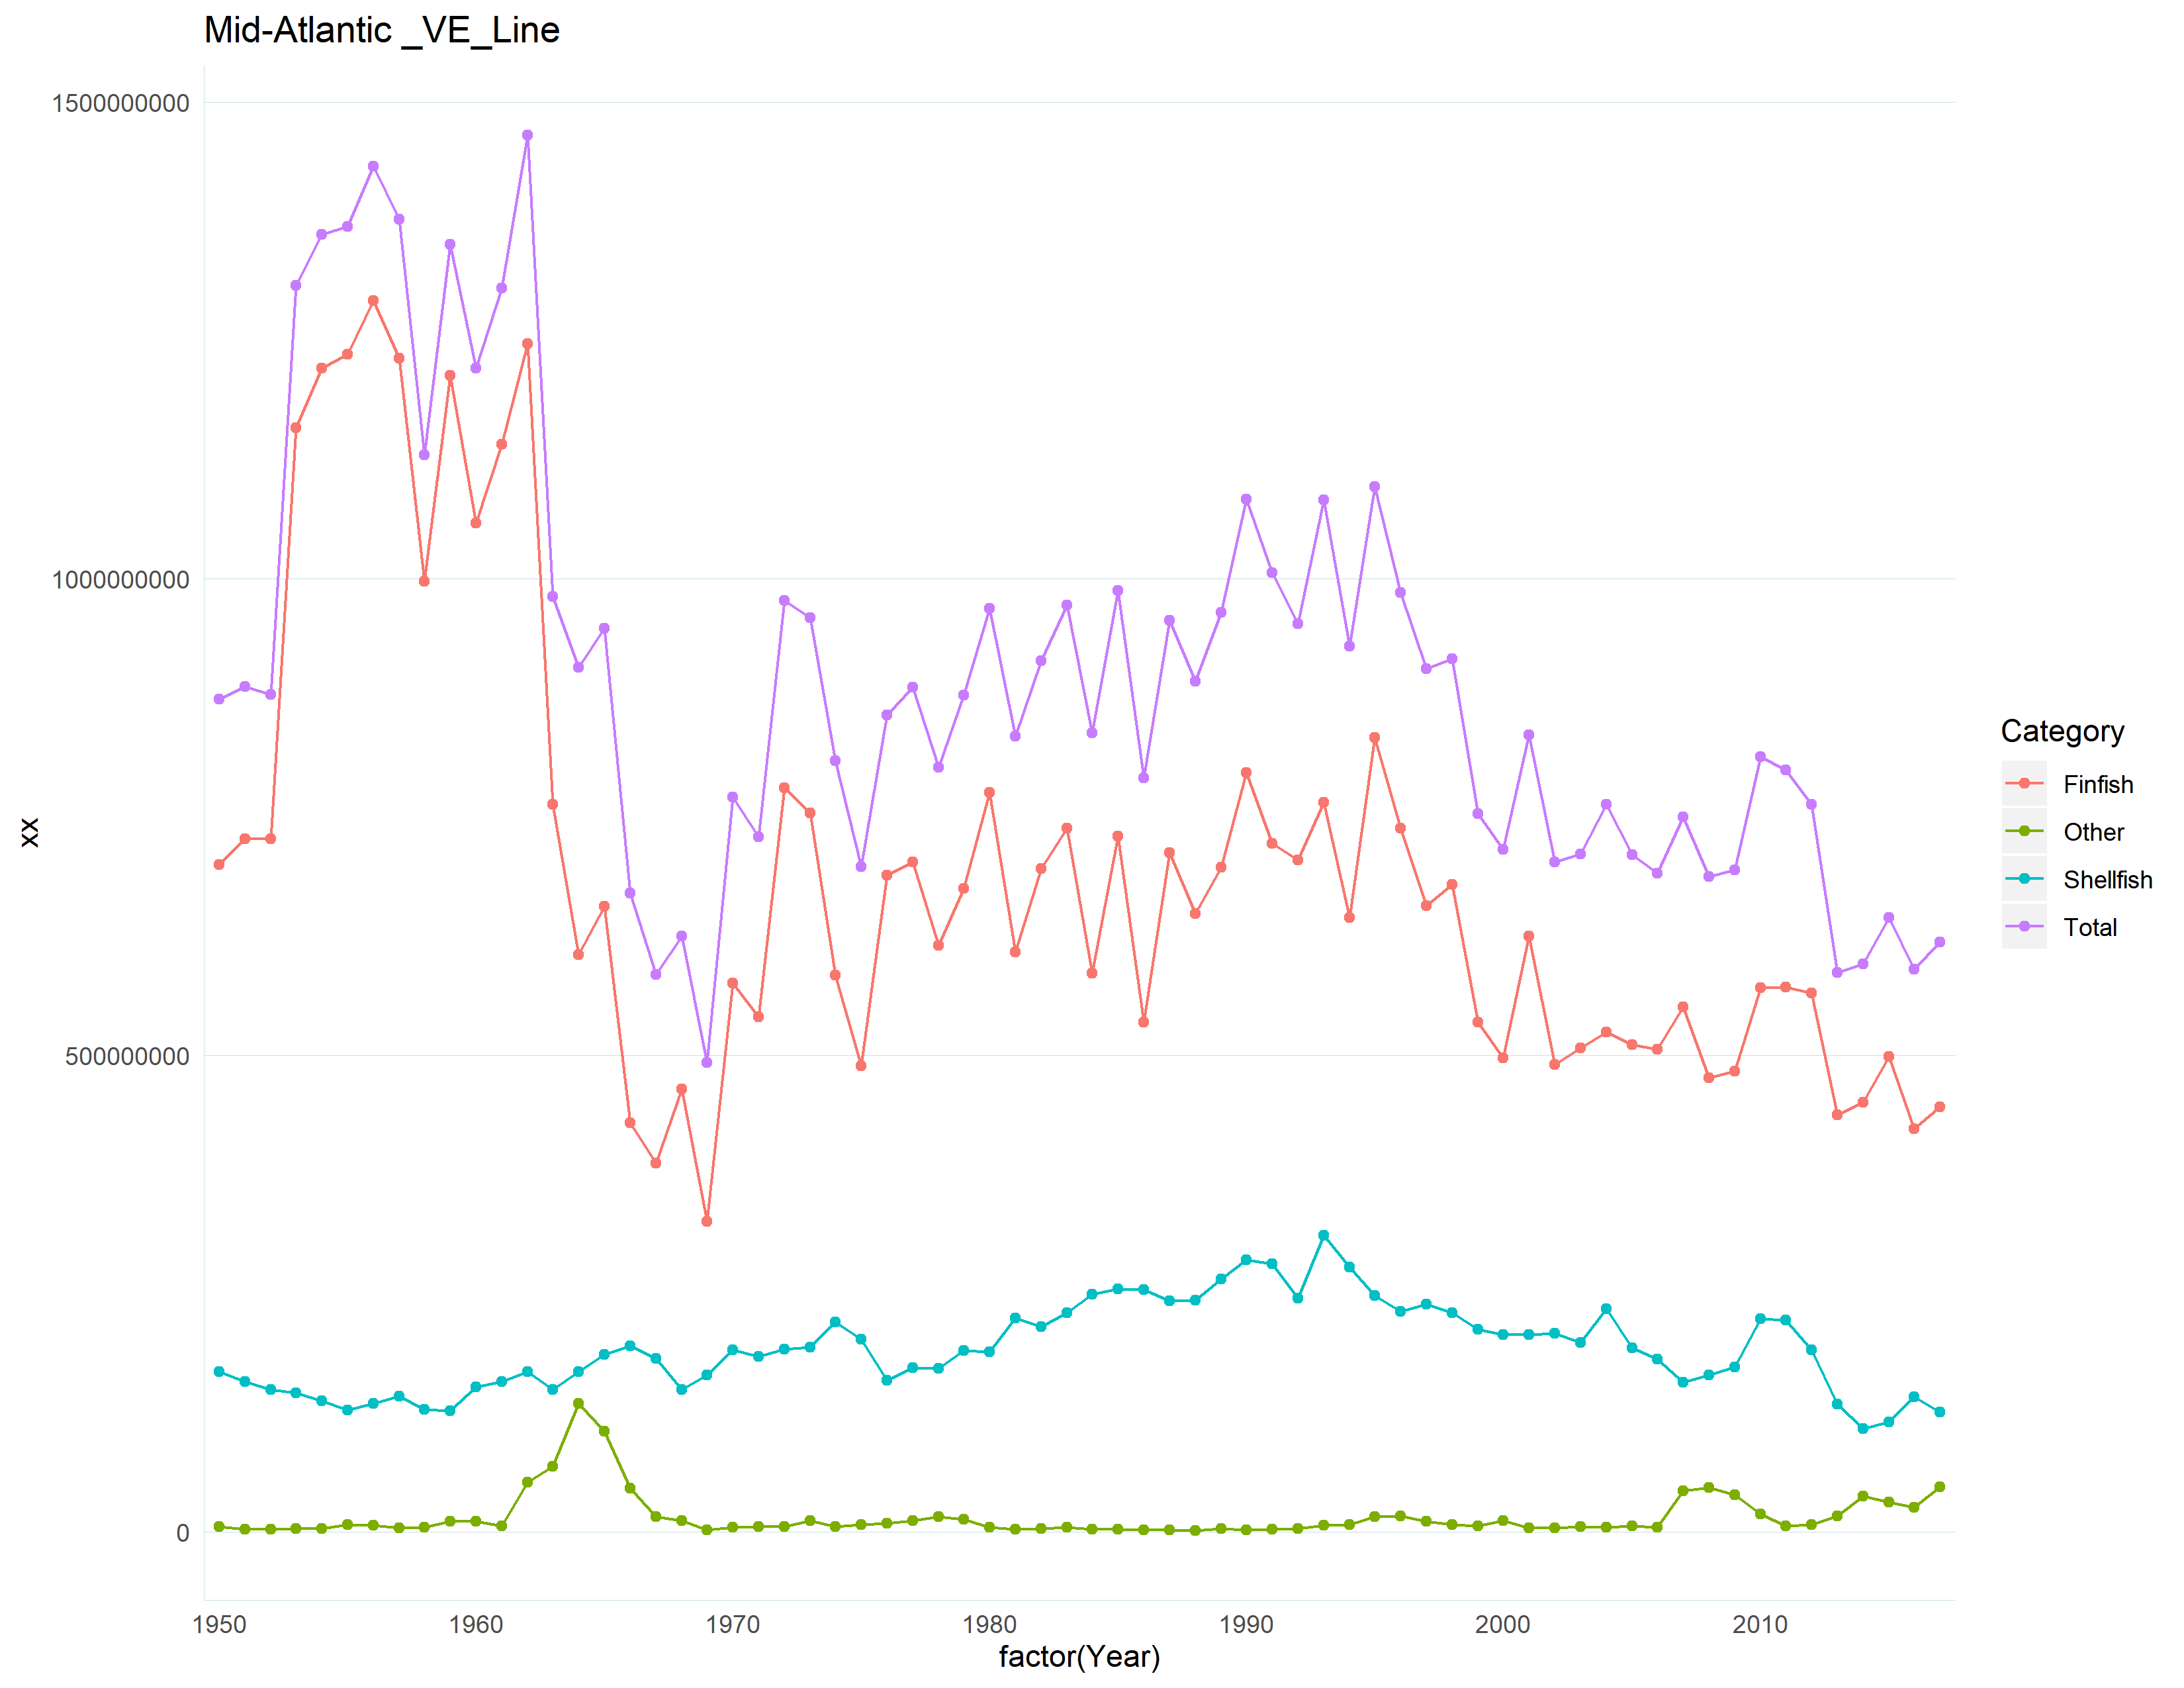 Mid-Atlantic _VE_Line
1500000000
1000000000
500000000
0
xx
1950 1960 1970 1980 1990 2000 2010
factor(Year)
Category
Finfish
Other
Shellfish
Total